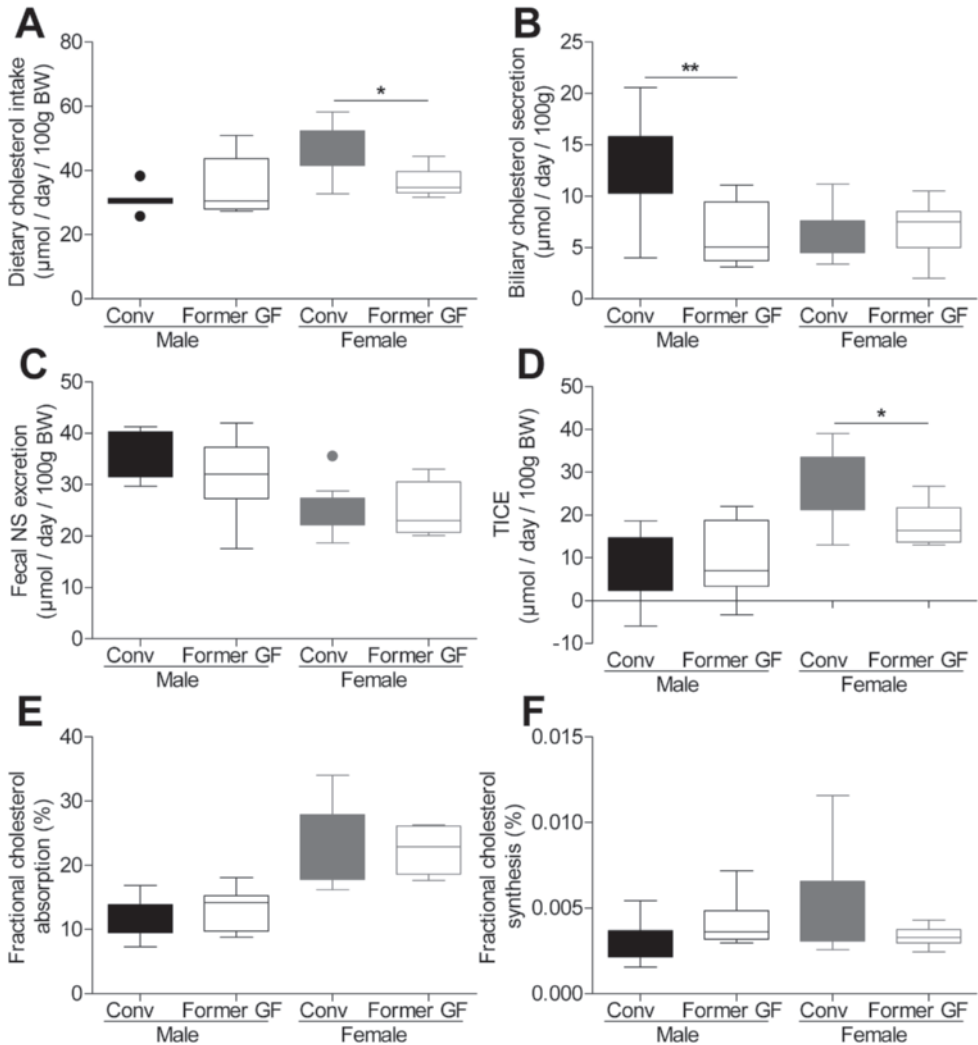 A
Dietary cholesterol intake
(µmol / day / 100g BW)
80
60
40
20
0
*
Conv Former GF Conv Former GF
Male Female
B
Biliary cholesterol secretion
(µmol / day / 100g)
25
20
15
10
5
0
**
Conv Former GF Conv Former GF
Male Female
C
Fecal NS excretion
(µmol / day / 100g BW)
50
40
30
20
10
0
Conv Former GF Conv Former GF
Male Female
D
TICE
(µmol / day / 100g BW)
50
40
30
20
10
0
-10
*
Conv Former GF Conv Former GF
Male Female
E
Fractional cholesterol
absorption (%)
40
30
20
10
0
Conv Former GF Conv Former GF
Male Female
F
Fractional cholesterol
synthesis (%)
0.015
0.010
0.005
0.000
Conv Former GF Conv Former GF
Male Female